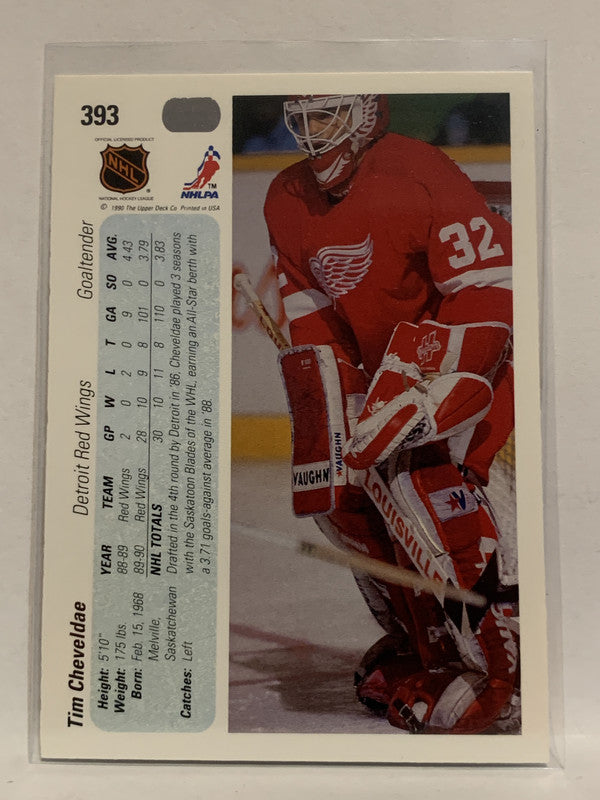 393
OFFICIAL LICENSED PRODUCT
NHL
NATIONAL HOCKEY LEAGUE
TM
NHLPA
© 1990 The Upper Deck Co. Printed in USA
Tim Cheveldae Detroit Red Wings Goaltender
Height: 5'10"
Weight: 175 lbs.
Born: Feb. 15, 1968
Melville,
Saskatchewan
Catches: Left
YEAR TEAM GP W L T GA SO AVG.
88-89 Red Wings 2 0 2 0 9 0 4.43
89-90 Red Wings 28 10 9 8 101 0 3.79
NHL TOTALS 30 10 11 8 110 0 3.83
Drafted in the 4th round by Detroit in '86, Cheveldae played 3 seasons
with the Saskatoon Blades of the WHL, earning an All-Star berth with
a 3.71 goals-against average in '88.
32
VAUGHN
VAUGHN
LOUISVILLE